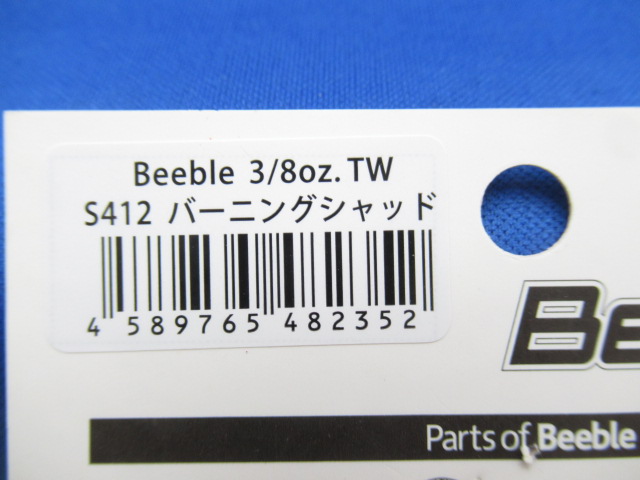 Beeble 3/8oz. TW
S412 バーニングシャッド
4 589765 482352
Be
Parts of Beeble